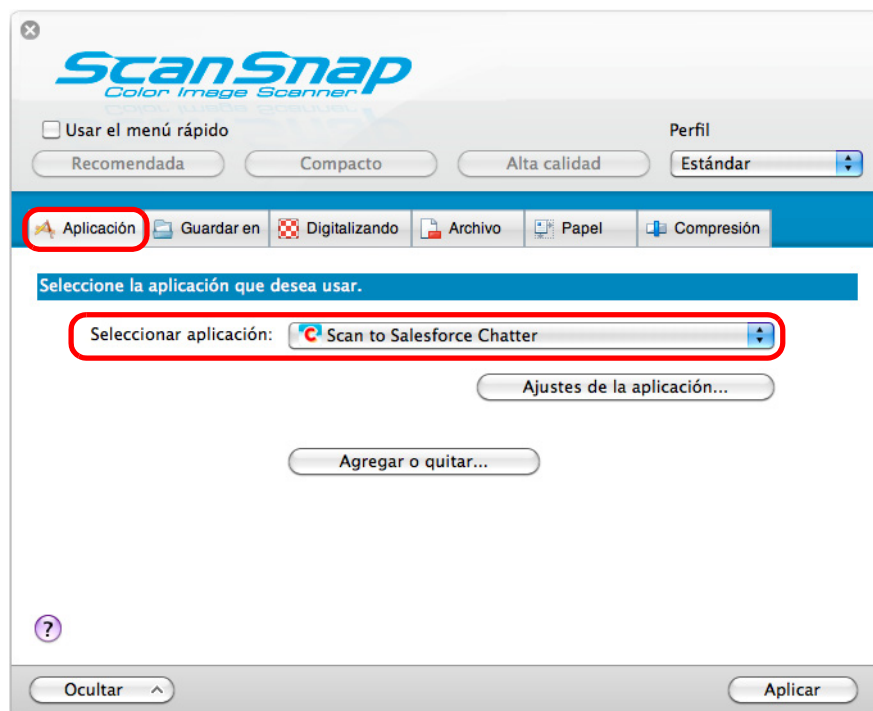 ScanSnap
Color Image Scanner
Usar el menú rápido
Perfil
Recomendada
Compacto
Alta calidad
Estándar
Aplicación
Guardar en
Digitalizando
Archivo
Papel
Compresión
Seleccione la aplicación que desea usar.
Seleccionar aplicación: C Scan to Salesforce Chatter
Ajustes de la aplicación...
Agregar o quitar...
?
Ocultar
Aplicar